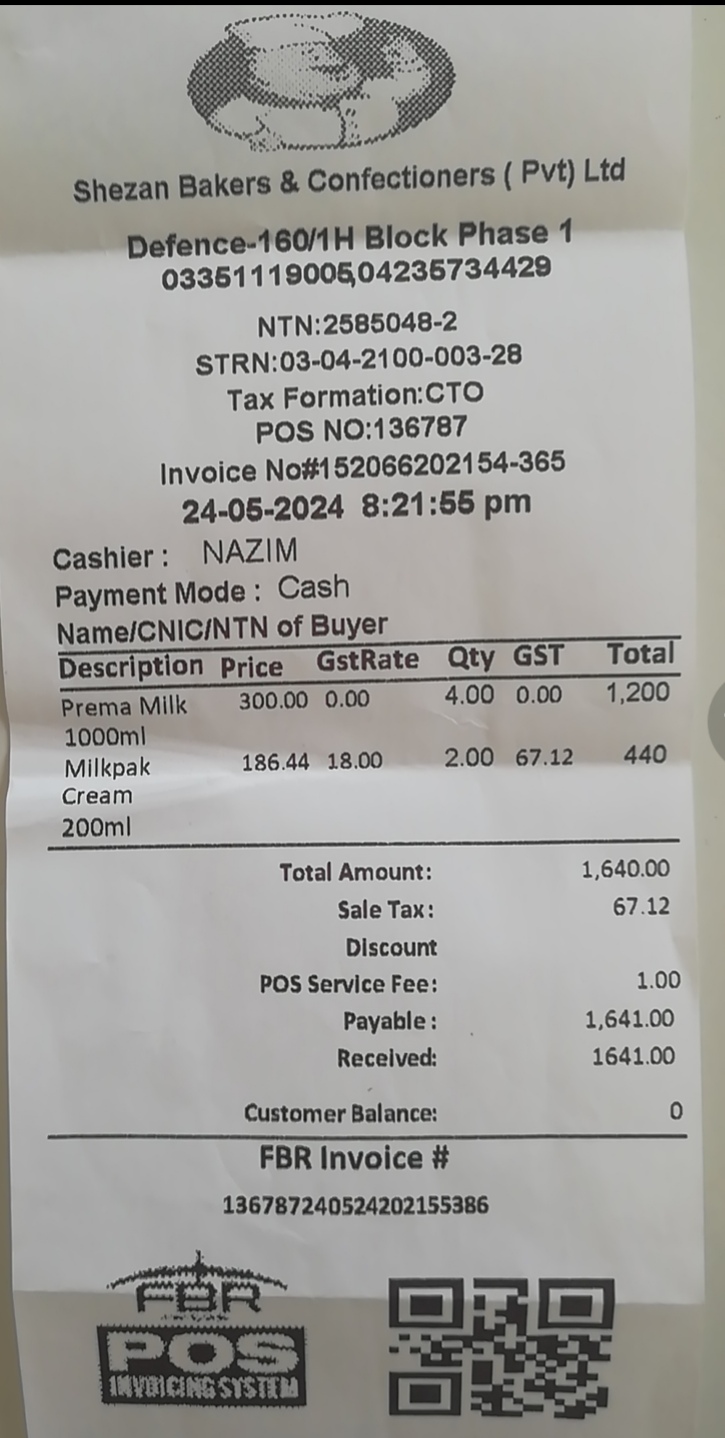 Shezan Bakers & Confectioners ( Pvt) Ltd
Defence-160/1H Block Phase 1
03351119005,04235734429
NTN:2585048-2
STRN:03-04-2100-003-28
Tax Formation:CTO
POS NO:136787
Invoice No#152066202154-365
24-05-2024 8:21:55 pm
Cashier : NAZIM
Payment Mode : Cash
Name/CNIC/NTN of Buyer
Description Price GstRate Qty GST Total
Prema Milk 300.00 0.00 4.00 0.00 1,200
1000ml
Milkpak 186.44 18.00 2.00 67.12 440
Cream
200ml
Total Amount: 1,640.00
Sale Tax: 67.12
Discount
POS Service Fee: 1.00
Payable : 1,641.00
Received: 1641.00
Customer Balance: 0
FBR Invoice #
136787240524202155386
FBR
POS
INVOICING SYSTEM